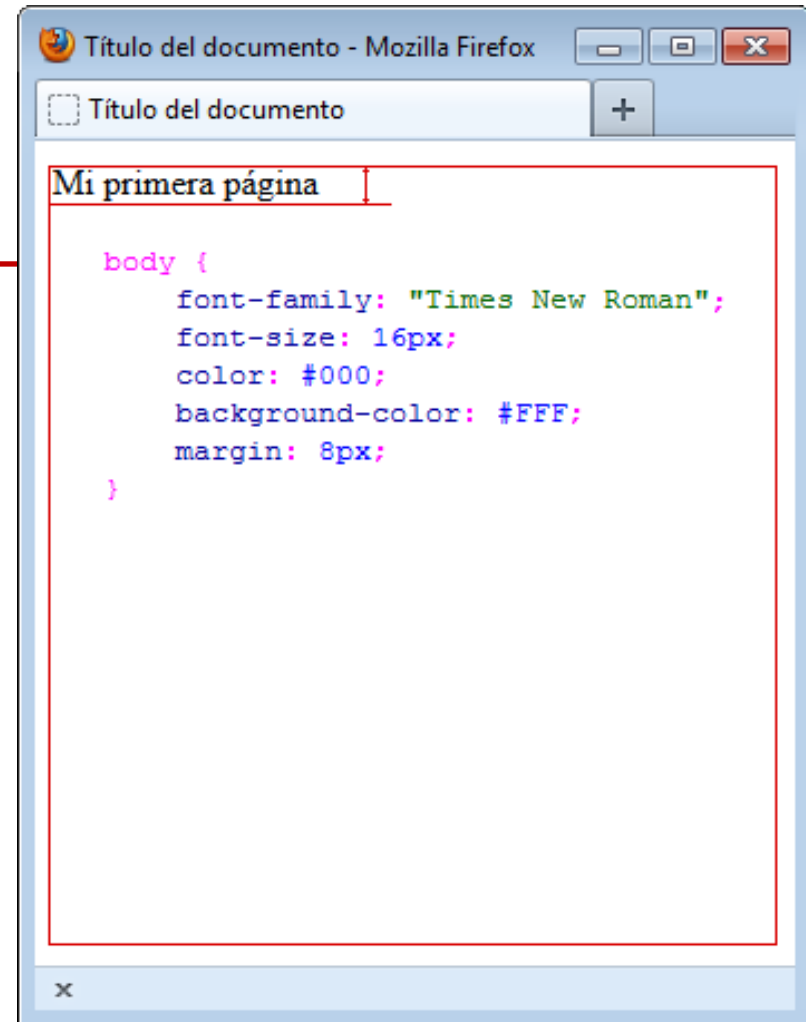 Título del documento - Mozilla Firefox
Título del documento
Mi primera página
body {
font-family: "Times New Roman";
font-size: 16px;
color: #000;
background-color: #FFF;
margin: 8px;
}